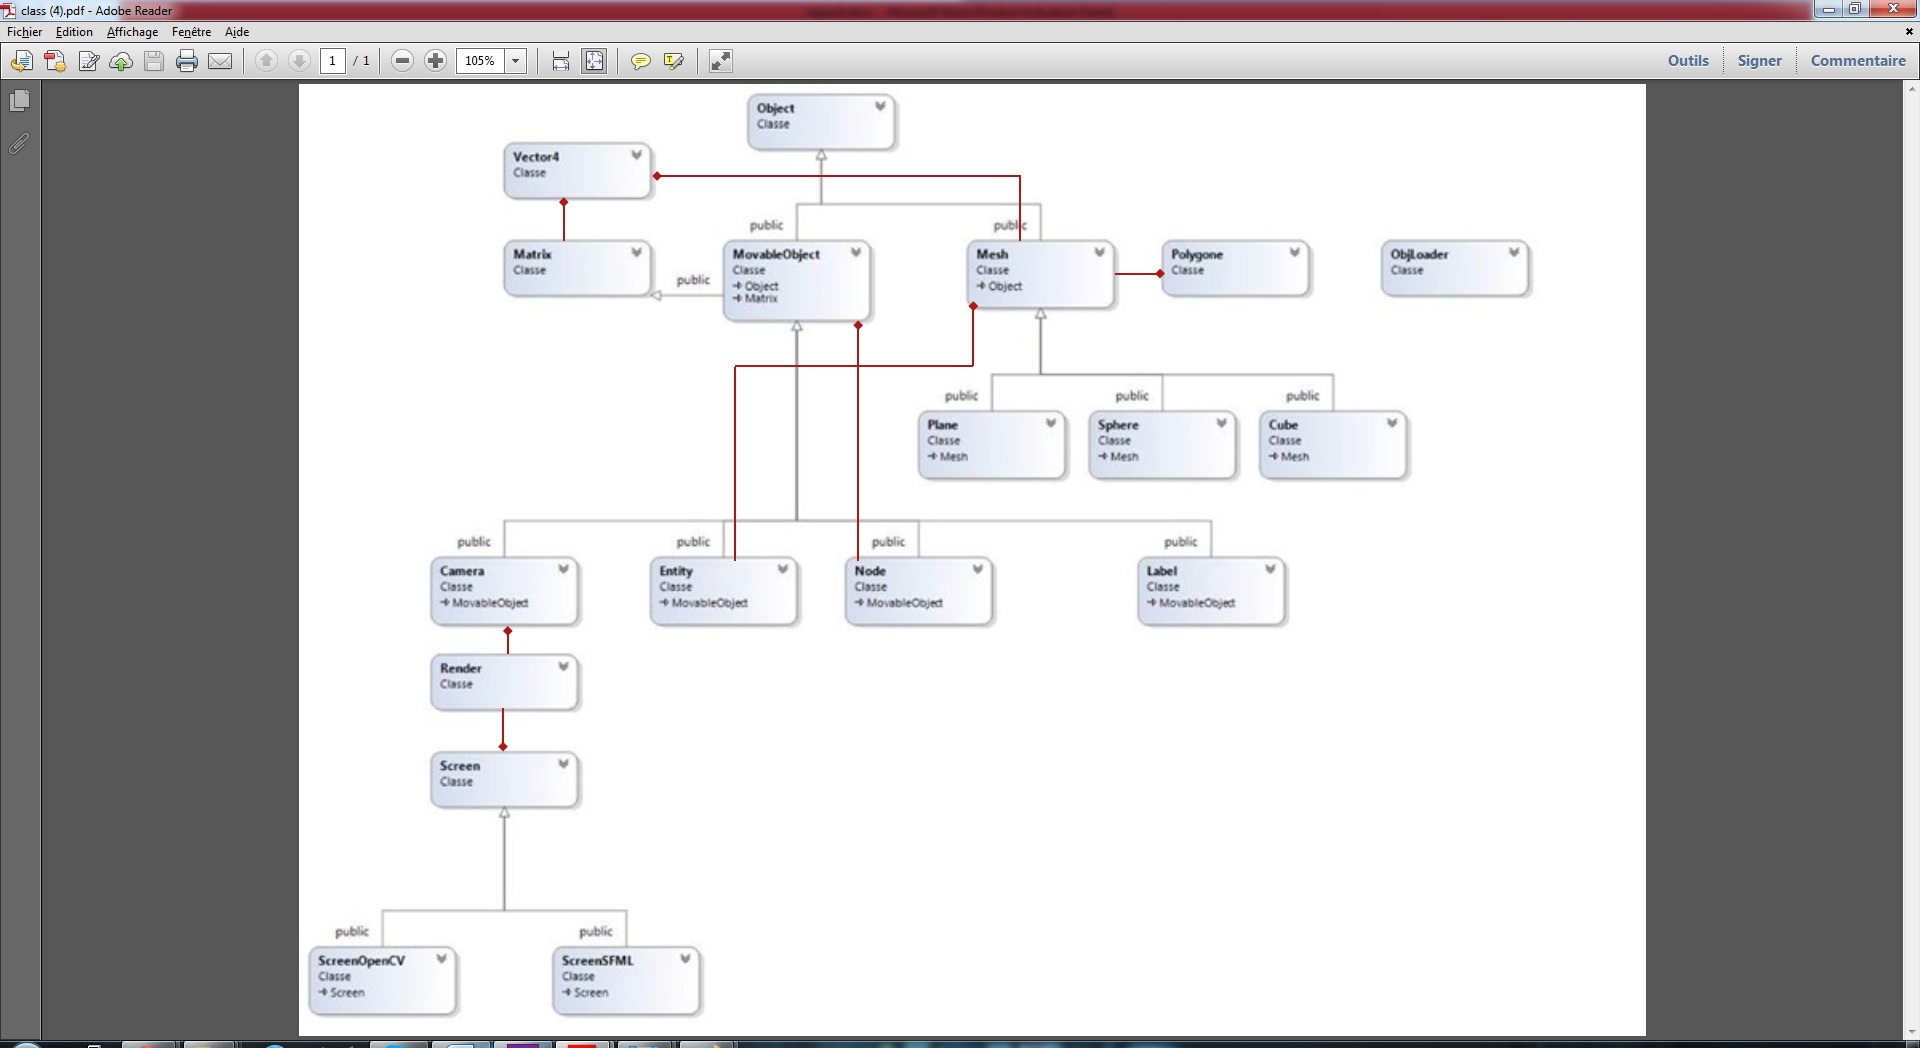 class (4).pdf - Adobe Reader
Fichier Edition Affichage Fenêtre Aide
1 / 1 105% Outils Signer Commentaire
Object
Classe
Vector4
Classe
public public
Matrix
Classe
public
MovableObject
Classe
Object
Matrix
Mesh
Classe
Object
Polygone
Classe
ObjLoader
Classe
public public public
Plane
Classe
Mesh
Sphere
Classe
Mesh
Cube
Classe
Mesh
public public public public
Camera
Classe
MovableObject
Entity
Classe
MovableObject
Node
Classe
MovableObject
Label
Classe
MovableObject
Render
Classe
Screen
Classe
public public
ScreenOpenCV
Classe
Screen
ScreenSFML
Classe
Screen